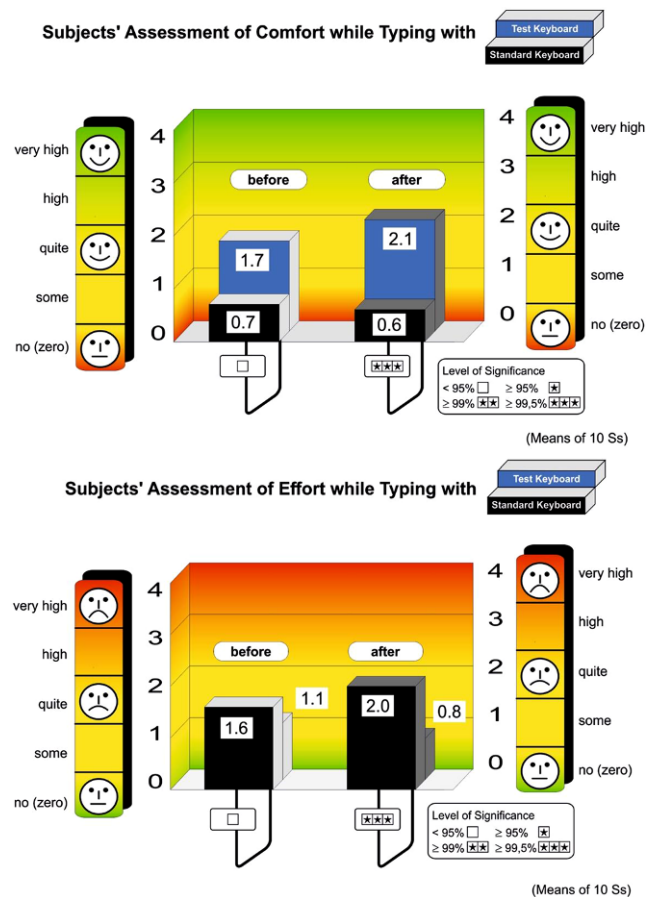 Subjects' Assessment of Comfort while Typing with
Test Keyboard
Standard Keyboard
very high
high
quite
some
no (zero)
4
3
2
1
0
before
after
1.7
2.1
0.7
0.6
4
3
2
1
0
very high
high
quite
some
no (zero)
Level of Significance
< 95% ≥ 95% ★
≥ 99% ★★ ≥ 99,5% ★★★
★★★
(Means of 10 Ss)
Subjects' Assessment of Effort while Typing with
Test Keyboard
Standard Keyboard
very high
high
quite
some
no (zero)
4
3
2
1
0
before
after
1.6
1.1
2.0
0.8
4
3
2
1
0
very high
high
quite
some
no (zero)
★★★
Level of Significance
< 95% ≥ 95% ★
≥ 99% ★★ ≥ 99,5% ★★★
(Means of 10 Ss)